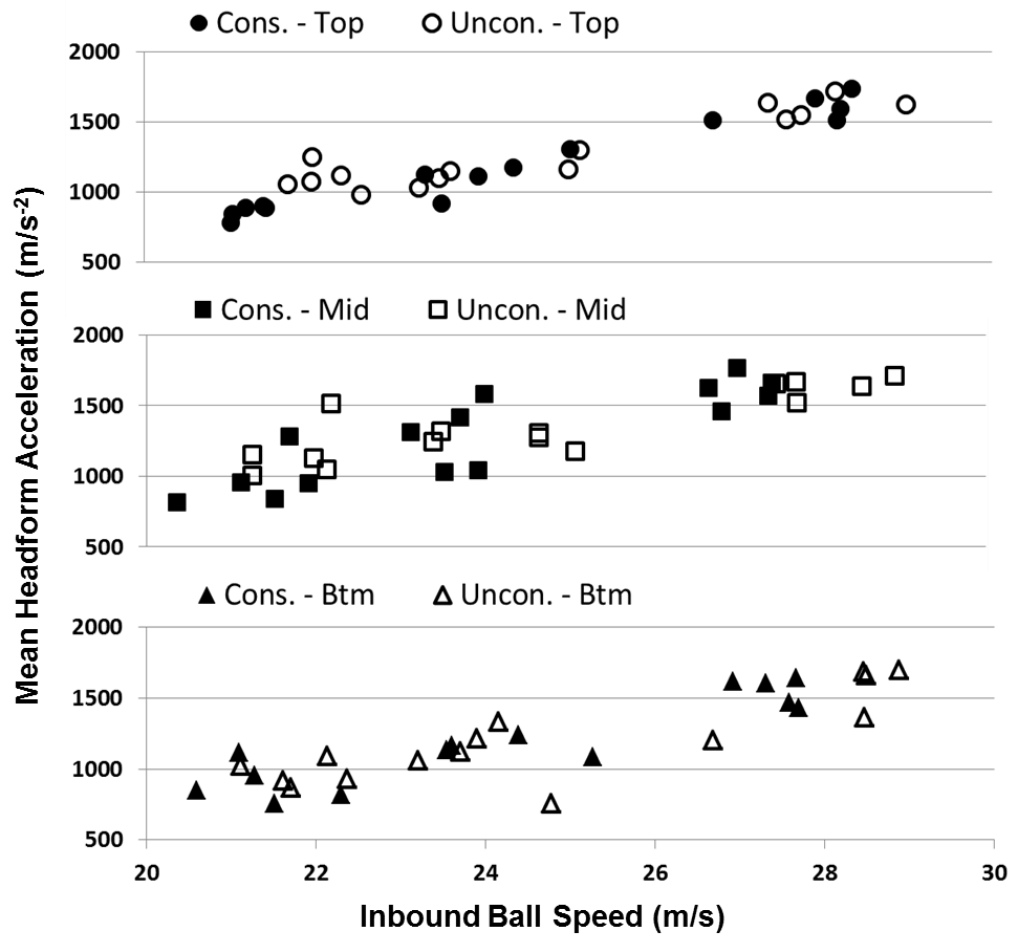 Cons. - Top Uncon. - Top
2000
1500
1000
500
Cons. - Mid Uncon. - Mid
2000
1500
1000
500
Cons. - Btm Uncon. - Btm
2000
1500
1000
500
20 22 24 26 28 30
Inbound Ball Speed (m/s)
Mean Headform Acceleration (m/s-2)